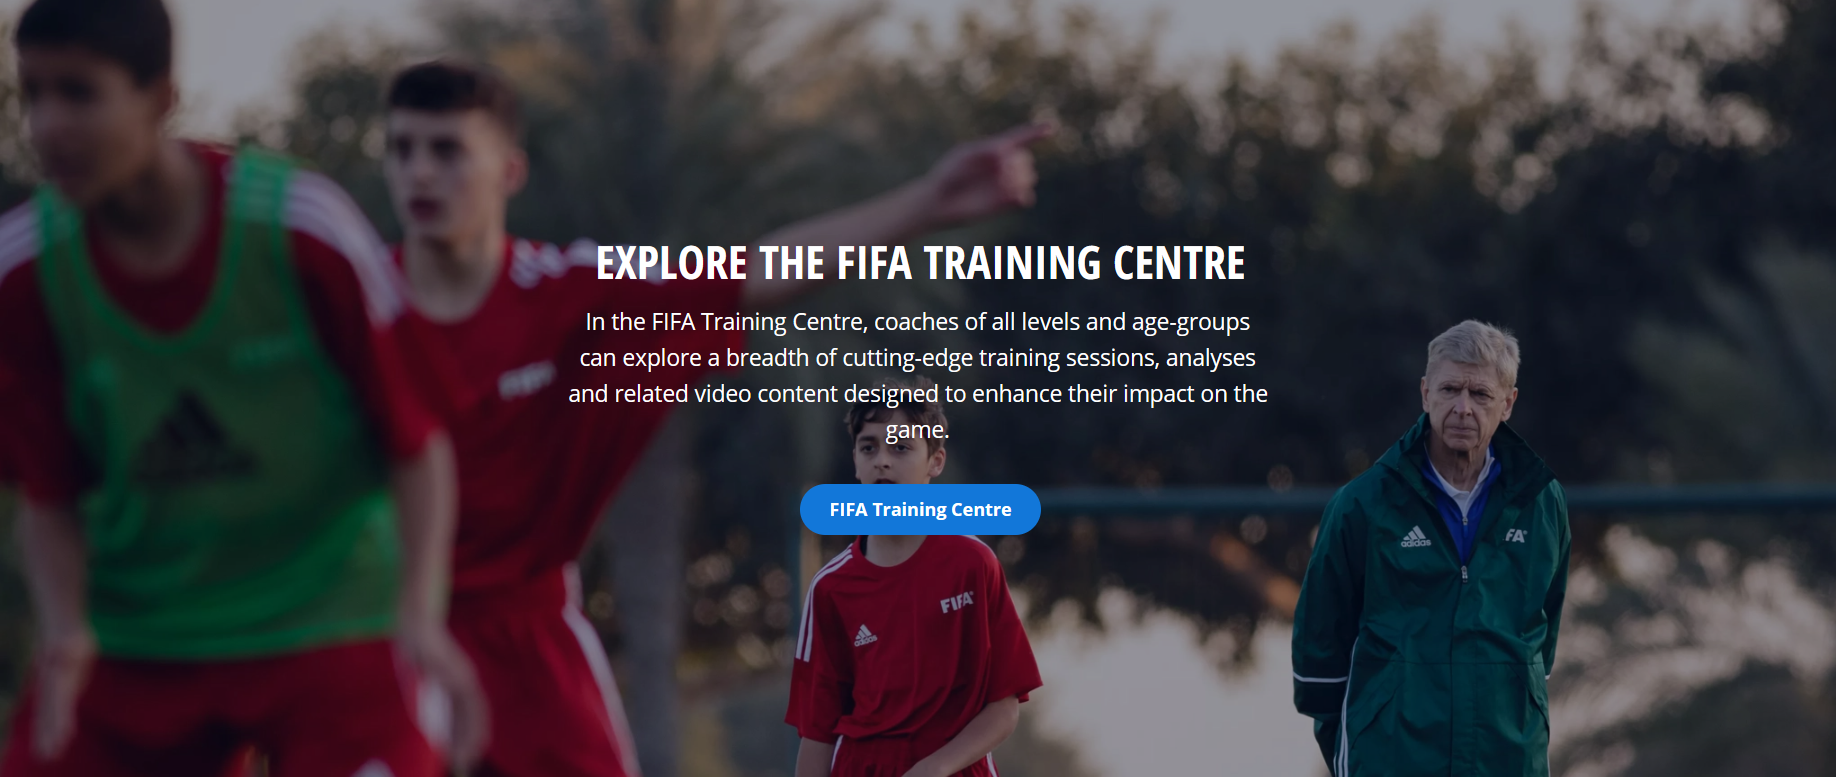 EXPLORE THE FIFA TRAINING CENTRE
In the FIFA Training Centre, coaches of all levels and age-groups
can explore a breadth of cutting-edge training sessions, analyses
and related video content designed to enhance their impact on the
game.
FIFA Training Centre
FIFA
adidas
FIFA
adidas
FA